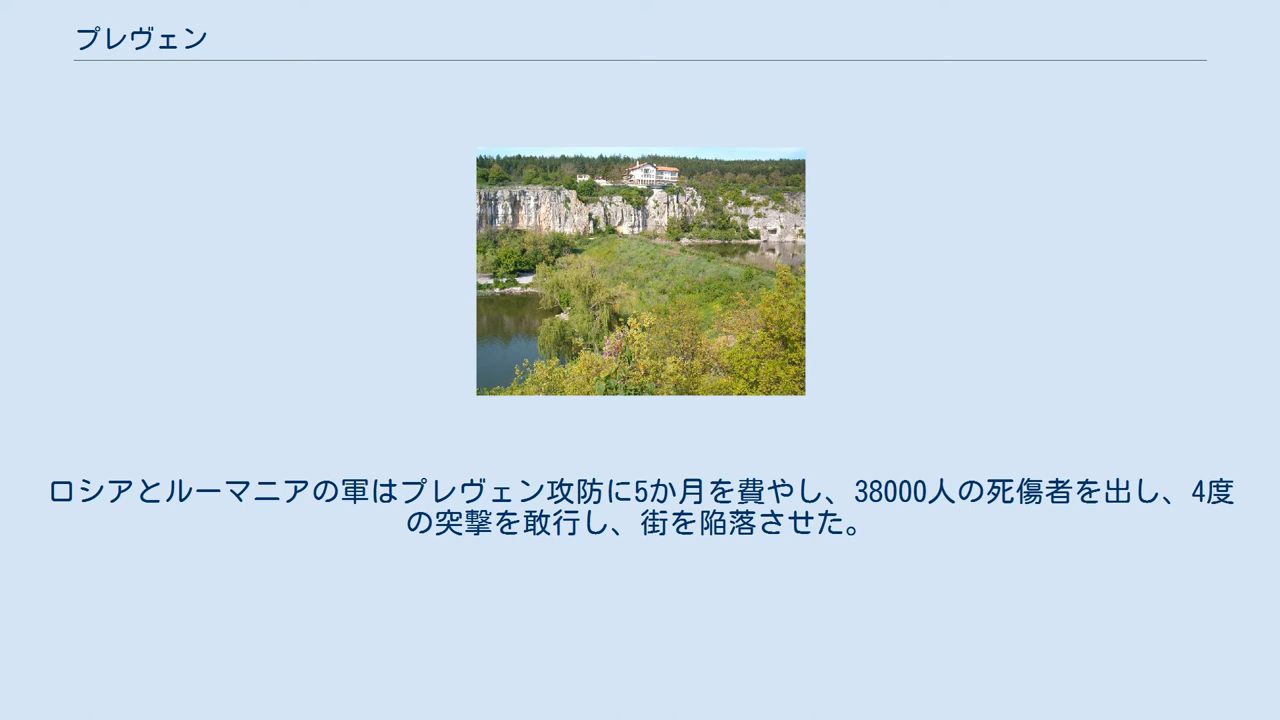 プレヴェン
ロシアとルーマニアの軍はプレヴェン攻防に5か月を費やし、38000人の死傷者を出し、4度
の突撃を敢行し、街を陥落させた。